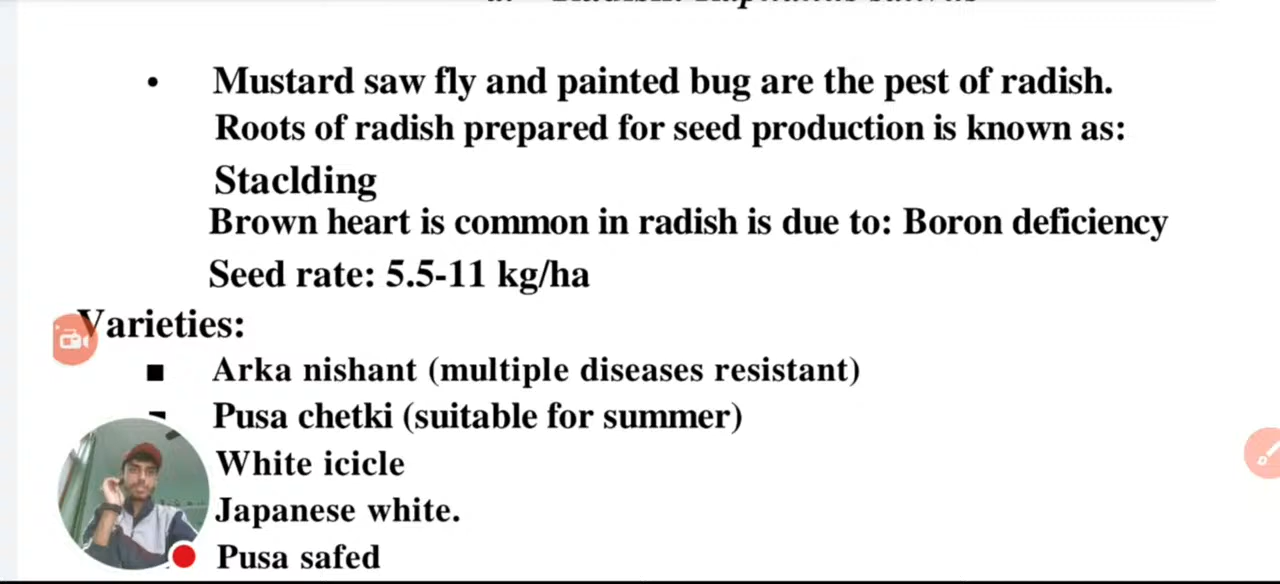 • Mustard saw fly and painted bug are the pest of radish.
Roots of radish prepared for seed production is known as:
Staclding
Brown heart is common in radish is due to: Boron deficiency
Seed rate: 5.5-11 kg/ha
Varieties:
■ Arka nishant (multiple diseases resistant)
Pusa chetki (suitable for summer)
White icicle
Japanese white.
Pusa safed